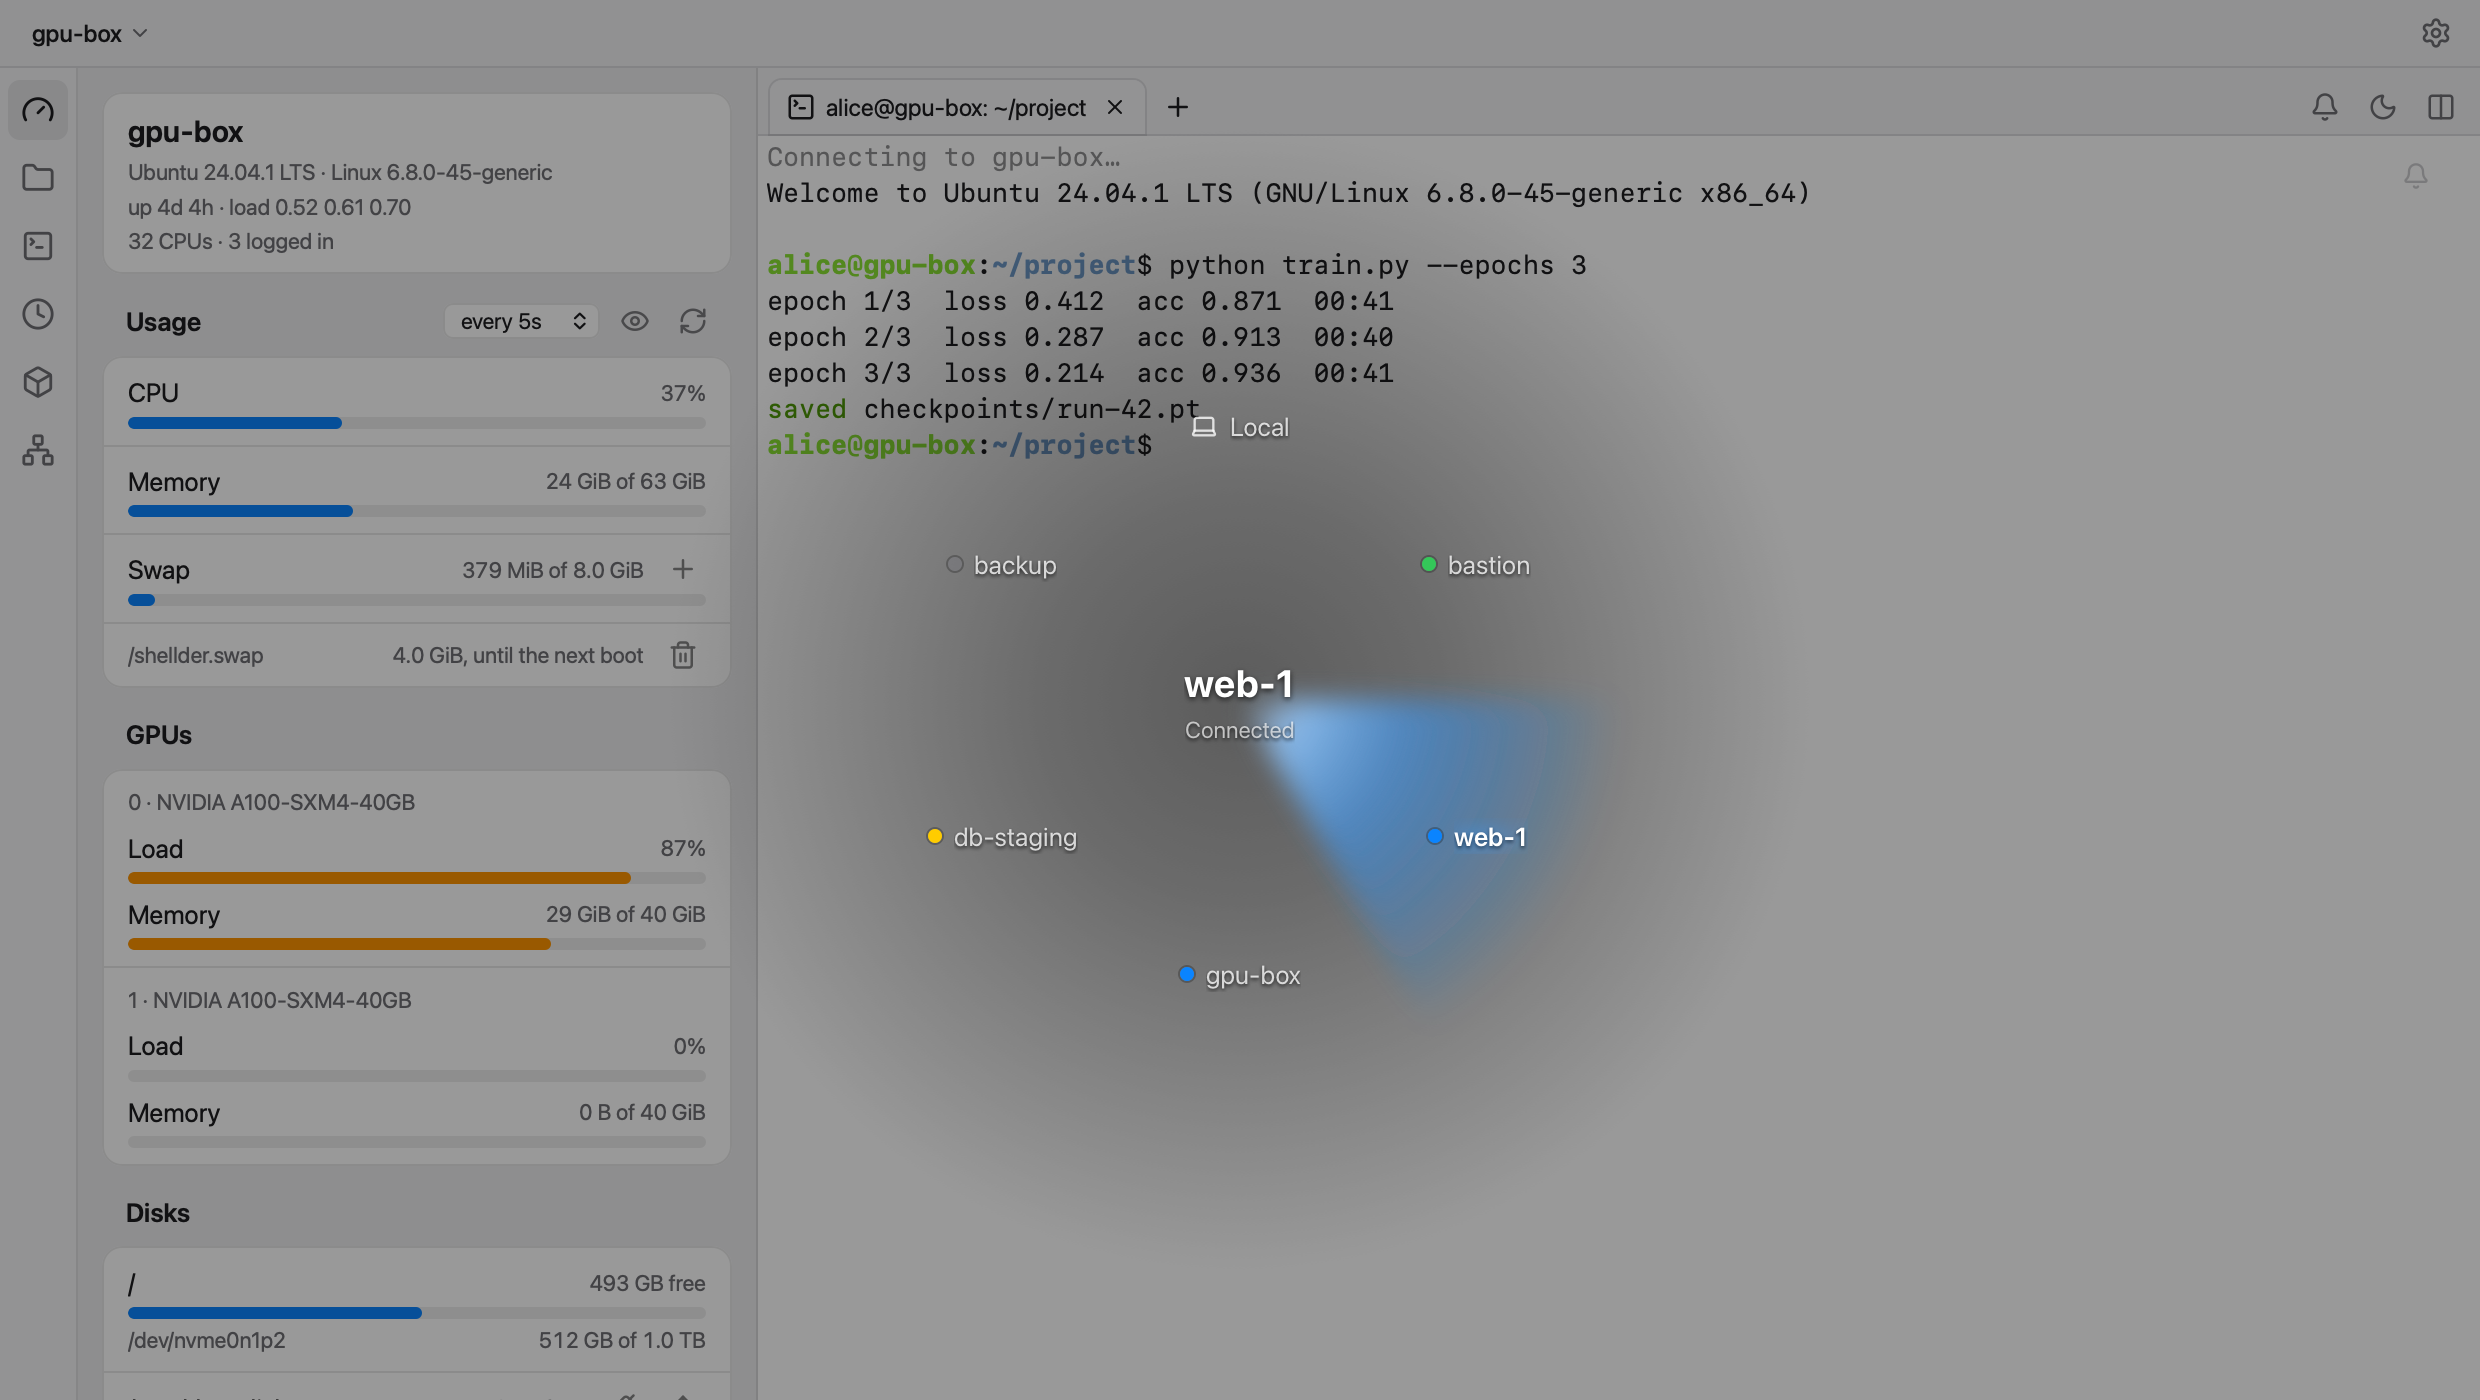 gpu-box
gpu-box
Ubuntu 24.04.1 LTS · Linux 6.8.0-45-generic
up 4d 4h · load 0.52 0.61 0.70
32 CPUs · 3 logged in
Usage
every 5s
CPU
37%
Memory
24 GiB of 63 GiB
Swap
379 MiB of 8.0 GiB
/shellder.swap
4.0 GiB, until the next boot
GPUs
0 · NVIDIA A100-SXM4-40GB
Load
87%
Memory
29 GiB of 40 GiB
1 · NVIDIA A100-SXM4-40GB
Load
0%
Memory
0 B of 40 GiB
Disks
/
493 GB free
/dev/nvme0n1p2
512 GB of 1.0 TB
alice@gpu-box: ~/project
Connecting to gpu-box…
Welcome to Ubuntu 24.04.1 LTS (GNU/Linux 6.8.0-45-generic x86_64)
alice@gpu-box:~/project$ python train.py --epochs 3
epoch 1/3  loss 0.412  acc 0.871  00:41
epoch 2/3  loss 0.287  acc 0.913  00:40
epoch 3/3  loss 0.214  acc 0.936  00:41
saved checkpoints/run-42.pt
alice@gpu-box:~/project$
Local
backup
bastion
web-1
Connected
db-staging
web-1
gpu-box